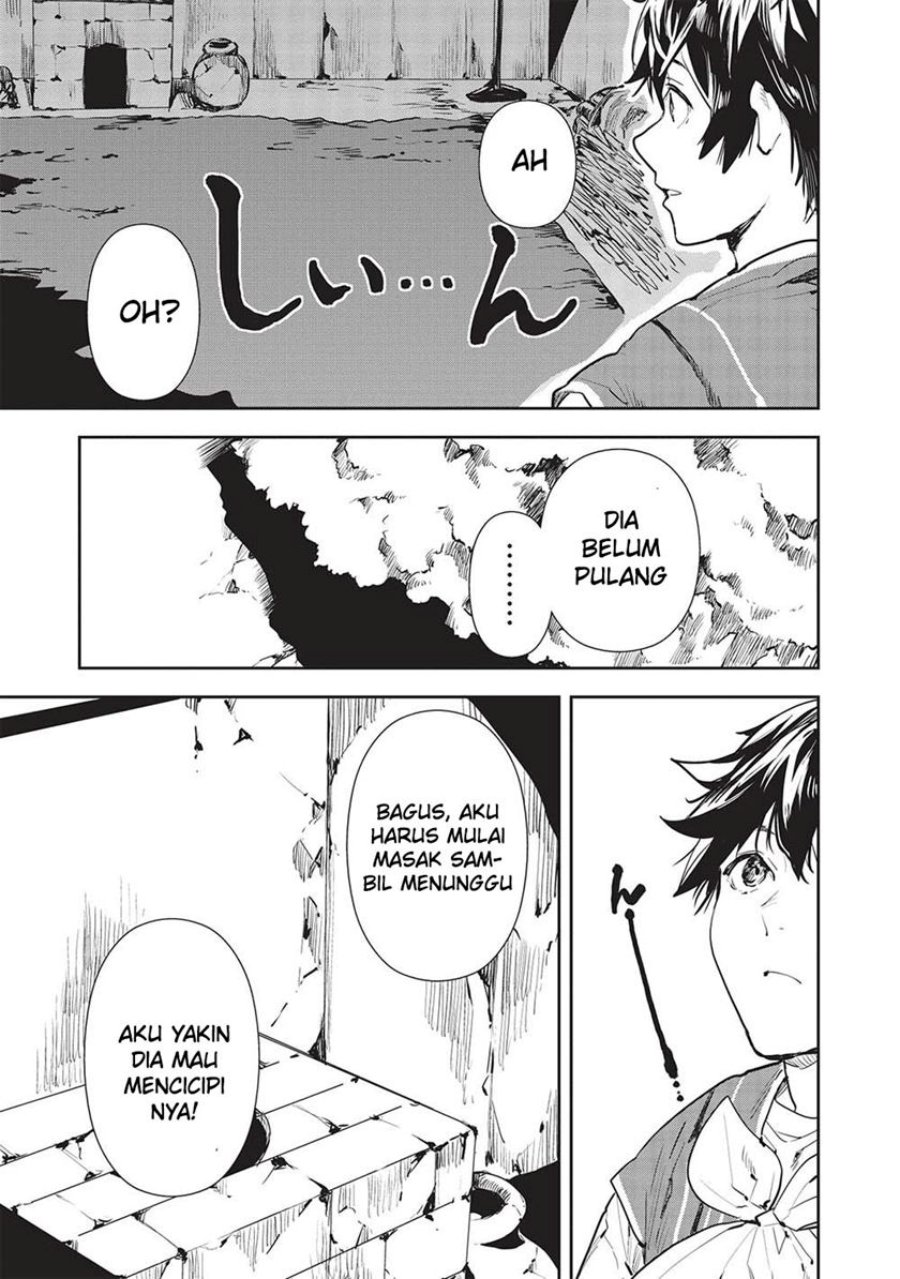 AH
しぃ…ん
OH?
DIA
BELUM
PULANG
………
ん―…
BAGUS, AKU
HARUS MULAI
MASAK SAM-
BIL MENUNGGU
AKU YAKIN
DIA MAU
MENCICIPI
NYA!